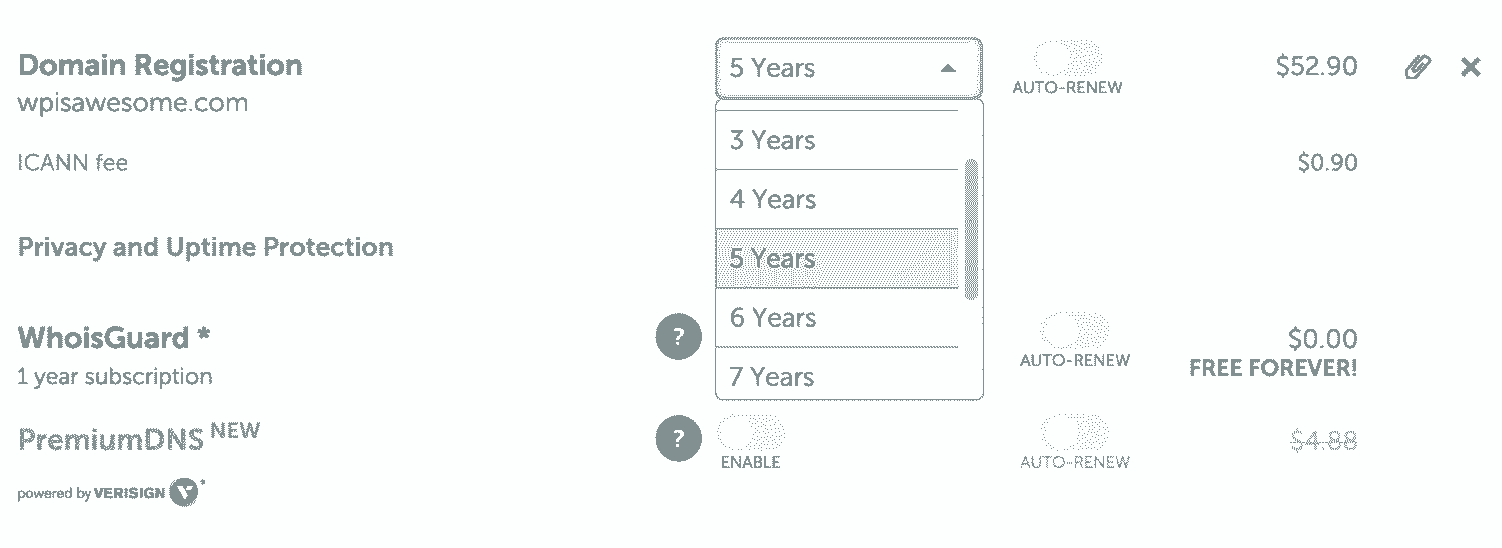 Domain Registration
wpisawesome.com
5 Years
AUTO-RENEW
$52.90
3 Years
4 Years
5 Years
6 Years
7 Years
ICANN fee
$0.90
Privacy and Uptime Protection
WhoisGuard *
1 year subscription
?
AUTO-RENEW
$0.00
FREE FOREVER!
PremiumDNS NEW
?
ENABLE
AUTO-RENEW
$4.88
powered by VERISIGN